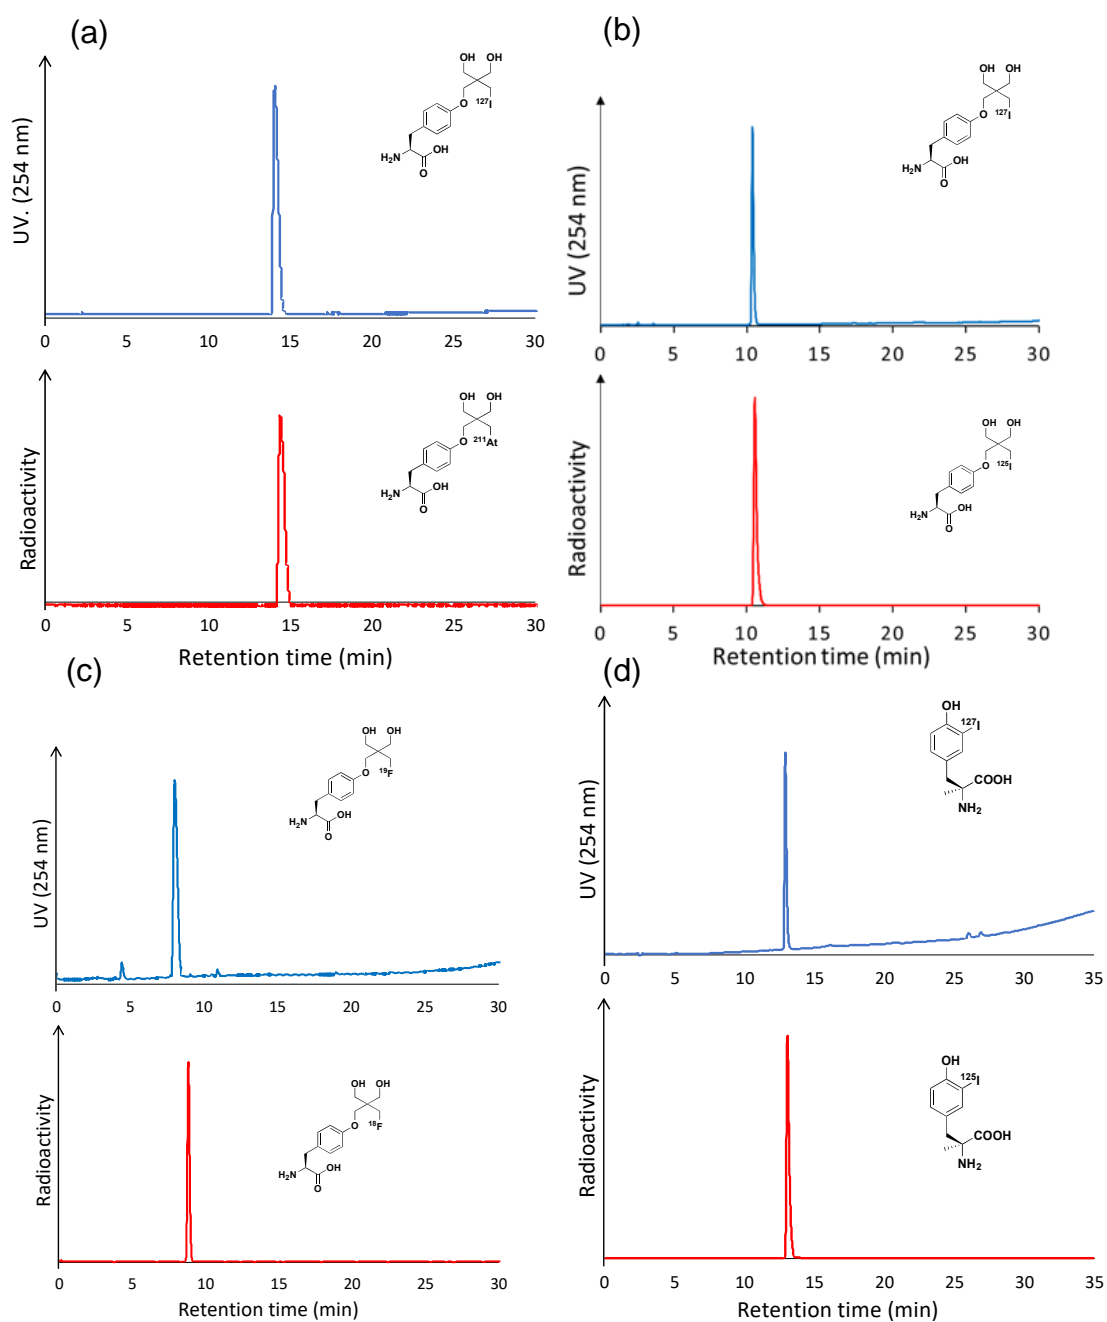 (a)
UV. (254 nm)
OH OH
127I
O
H2N
OH
O
0 5 10 15 20 25 30
Radioactivity
OH OH
211At
O
H2N
OH
O
0 5 10 15 20 25 30
Retention time (min)
(b)
UV (254 nm)
OH OH
127I
O
H2N
OH
O
0 5 10 15 20 25 30
Radioactivity
OH OH
125I
O
H2N
OH
O
0 5 10 15 20 25 30
Retention time (min)
(c)
UV (254 nm)
OH OH
19F
O
H2N
OH
O
0 5 10 15 20 25 30
Radioactivity
OH OH
18F
O
H2N
OH
O
0 5 10 15 20 25 30
Retention time (min)
(d)
UV (254 nm)
OH
127I
COOH
NH2
0 5 10 15 20 25 30 35
Radioactivity
OH
125I
COOH
NH2
0 5 10 15 20 25 30 35
Retention time (min)